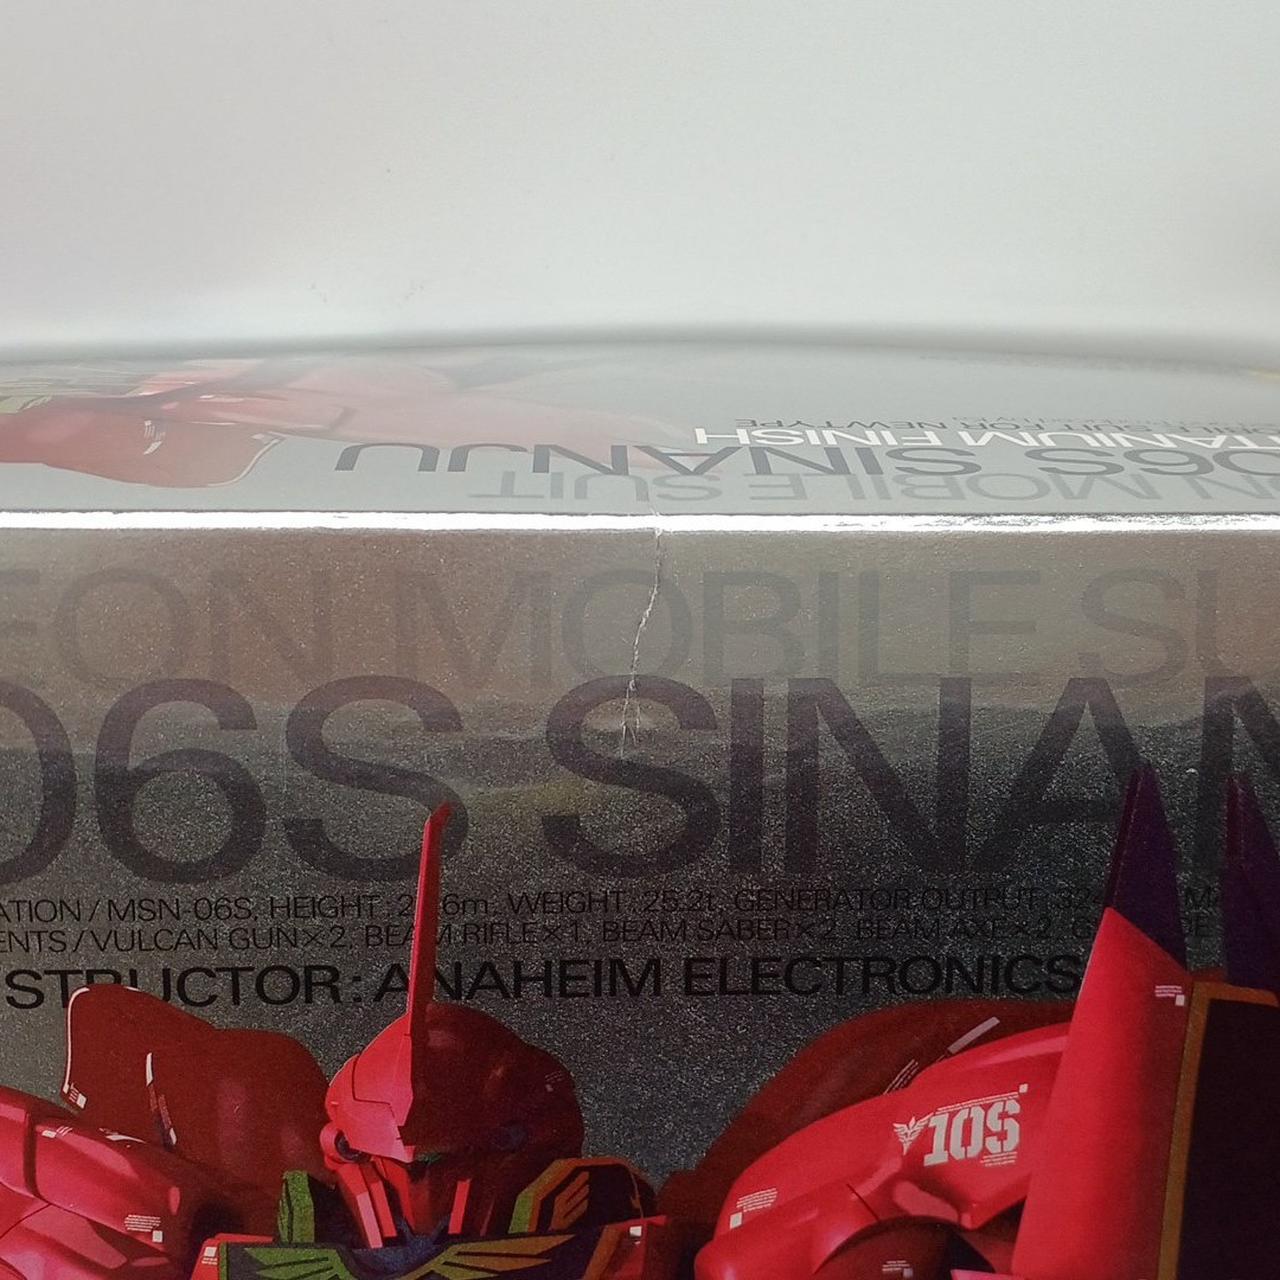 NEWTYPE
TANIUM FINISH
06S SINANJU
ON MOBILE SUIT
EON MOBILE SU
06S SINAN
ATION / MSN-06S, HEIGHT, WEIGHT, 25.2t, GENERATOR OUTPUT,
ENTS / VULCAN GUN×2, BEAM RIFLE×1, BEAM SABER×2, BEAM AXE×2,
STRUCTOR: ANAHEIM ELECTRONICS
10S